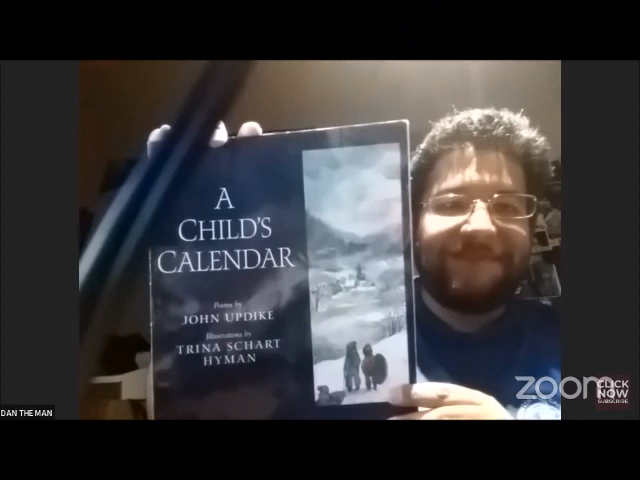 A
CHILD'S
CALENDAR
Poems by
JOHN UPDIKE
Illustrations by
TRINA SCHART
HYMAN
zoom
CLICK
NOW
SUBSCRIBE
DAN THE MAN